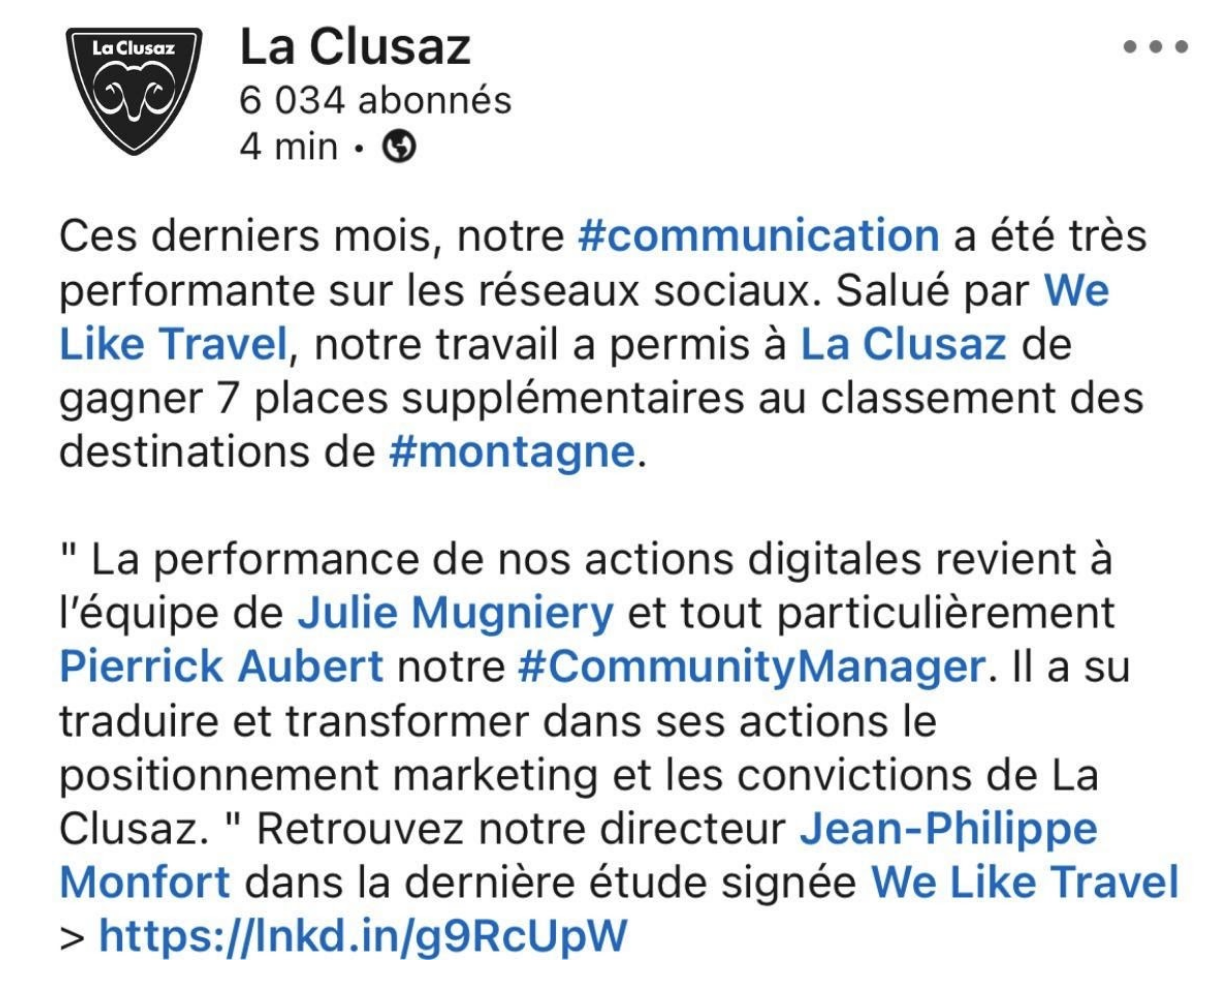 La Clusaz
La Clusaz
6 034 abonnés
4 min •
Ces derniers mois, notre #communication a été très
performante sur les réseaux sociaux. Salué par We
Like Travel, notre travail a permis à La Clusaz de
gagner 7 places supplémentaires au classement des
destinations de #montagne.
" La performance de nos actions digitales revient à
l’équipe de Julie Mugniery et tout particulièrement
Pierrick Aubert notre #CommunityManager. Il a su
traduire et transformer dans ses actions le
positionnement marketing et les convictions de La
Clusaz. " Retrouvez notre directeur Jean-Philippe
Monfort dans la dernière étude signée We Like Travel
> https://lnkd.in/g9RcUpW